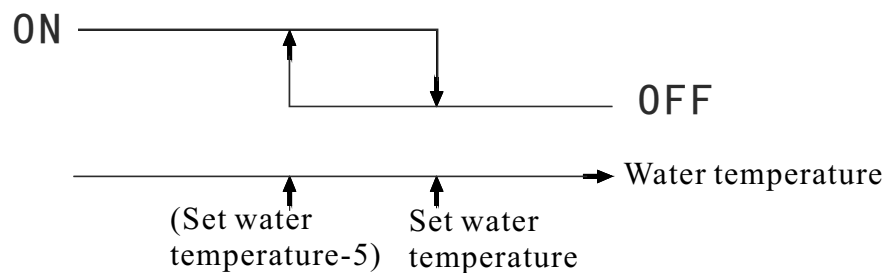 ON
OFF
Water temperature
(Set water
temperature-5)
Set water
temperature